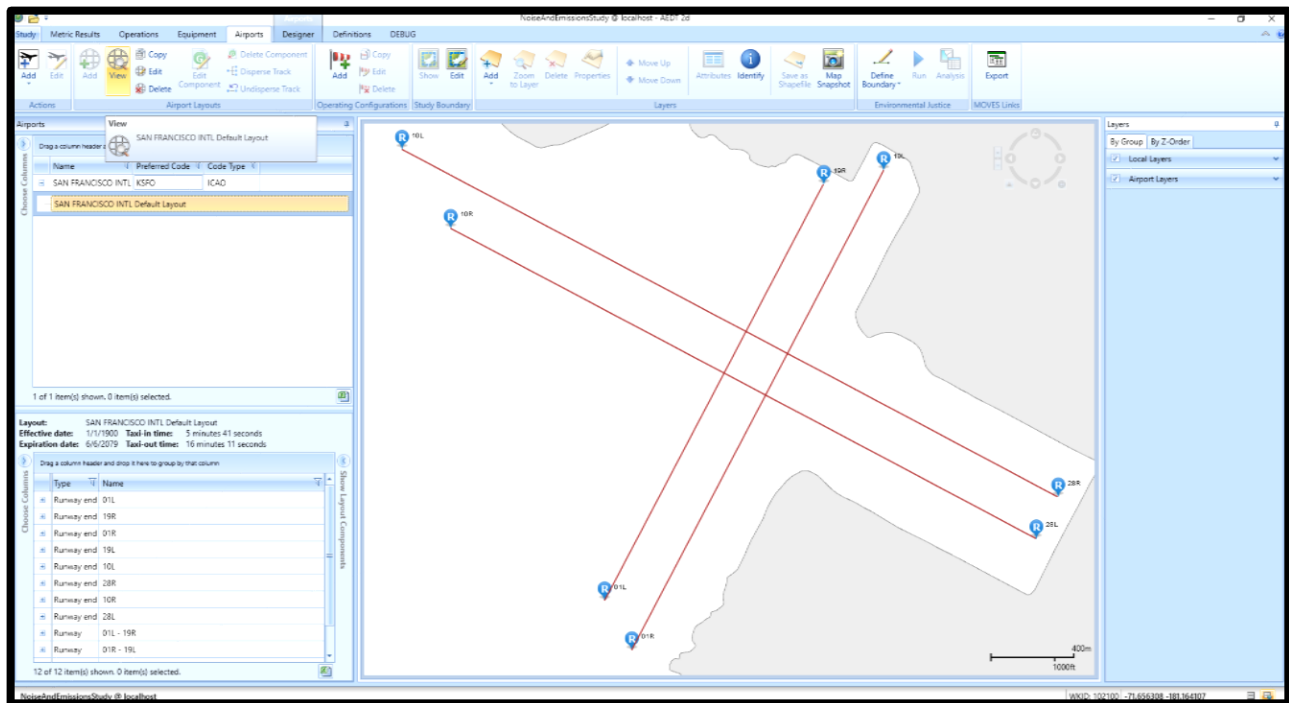 NoiseAndEmissionsStudy @ localhost - AEDT 2d
Airports
Study Metric Results Operations Equipment Airports Designer Definitions DEBUG
Add Edit Add View Copy Edit Delete Edit Component Delete Component Disperse Track Undisperse Track Add Copy Edit Delete Show Edit Add Zoom to Layer Delete Properties Move Up Move Down Attributes Identify Save as Shapefile Map Snapshot Define Boundary Run Analysis Export
Actions Airport Layouts Operating Configurations Study Boundary Layers Environmental Justice MOVES Links
Airports
View
SAN FRANCISCO INTL Default Layout
Drag a column header a
Choose Columns
Name Preferred Code Code Type
SAN FRANCISCO INTL KSFO ICAO
SAN FRANCISCO INTL Default Layout
1 of 1 item(s) shown. 0 item(s) selected.
Layout: SAN FRANCISCO INTL Default Layout
Effective date: 1/1/1900 Taxi-in time: 5 minutes 41 seconds
Expiration date: 6/6/2079 Taxi-out time: 16 minutes 11 seconds
Drag a column header and drop it here to group by that column
Choose Columns
Show Layout Components
Type Name
Runway end 01L
Runway end 19R
Runway end 01R
Runway end 19L
Runway end 10L
Runway end 28R
Runway end 10R
Runway end 28L
Runway 01L - 19R
Runway 01R - 19L
12 of 12 item(s) shown. 0 item(s) selected.
R 10L
R 19R
R 19L
R 10R
R 28R
R 28L
R 01L
R 01R
400m
1000ft
Layers
By Group By Z-Order
Local Layers
Airport Layers
NoiseAndEmissionsStudy @ localhost
WKID: 102100 -71.656308 -181.164107